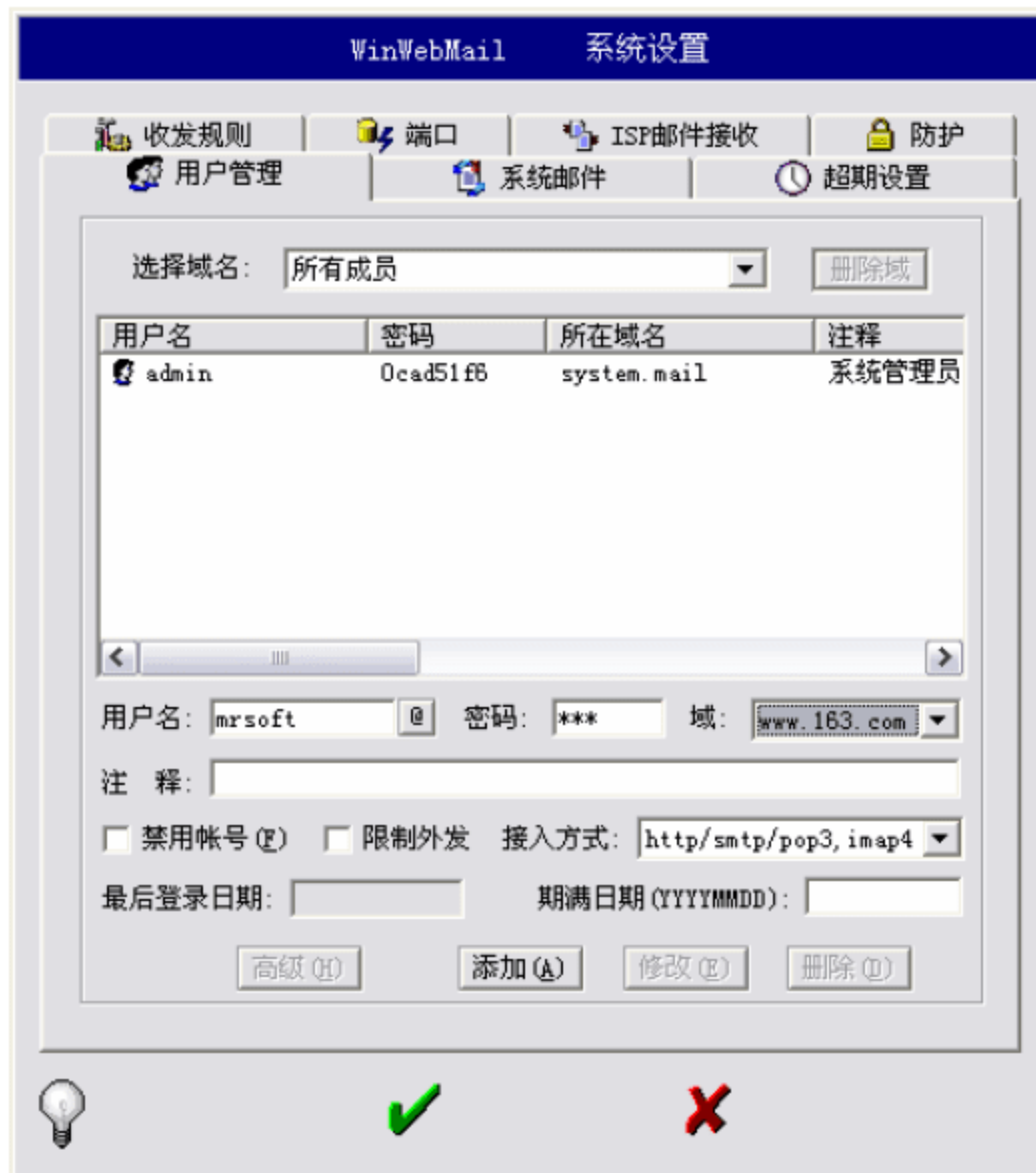 WinWebMail 系统设置
收发规则 端口 ISP邮件接收 防护
用户管理 系统邮件 超期设置
选择域名: 所有成员 删除域
用户名 密码 所在域名 注释
admin 0cad51f6 system.mail 系统管理员
用户名: mrsoft @ 密码: *** 域: www.163.com
注 释:
禁用帐号(F) 限制外发 接入方式: http/smtp/pop3,imap4
最后登录日期: 期满日期(YYYYMMDD):
高级(H) 添加(A) 修改(E) 删除(D)